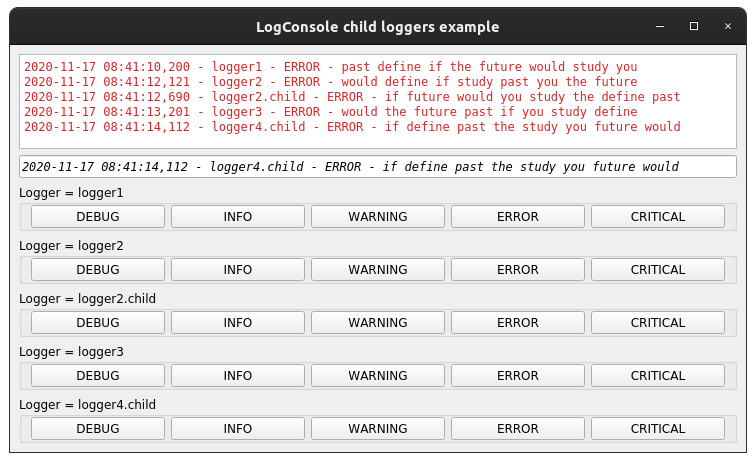 LogConsole child loggers example
2020-11-17 08:41:10,200 - logger1 - ERROR - past define if the future would study you
2020-11-17 08:41:12,121 - logger2 - ERROR - would define if study past you the future
2020-11-17 08:41:12,690 - logger2.child - ERROR - if future would you study the define past
2020-11-17 08:41:13,201 - logger3 - ERROR - would the future past if you study define
2020-11-17 08:41:14,112 - logger4.child - ERROR - if define past the study you future would
2020-11-17 08:41:14,112 - logger4.child - ERROR - if define past the study you future would
Logger = logger1
DEBUG INFO WARNING ERROR CRITICAL
Logger = logger2
DEBUG INFO WARNING ERROR CRITICAL
Logger = logger2.child
DEBUG INFO WARNING ERROR CRITICAL
Logger = logger3
DEBUG INFO WARNING ERROR CRITICAL
Logger = logger4.child
DEBUG INFO WARNING ERROR CRITICAL